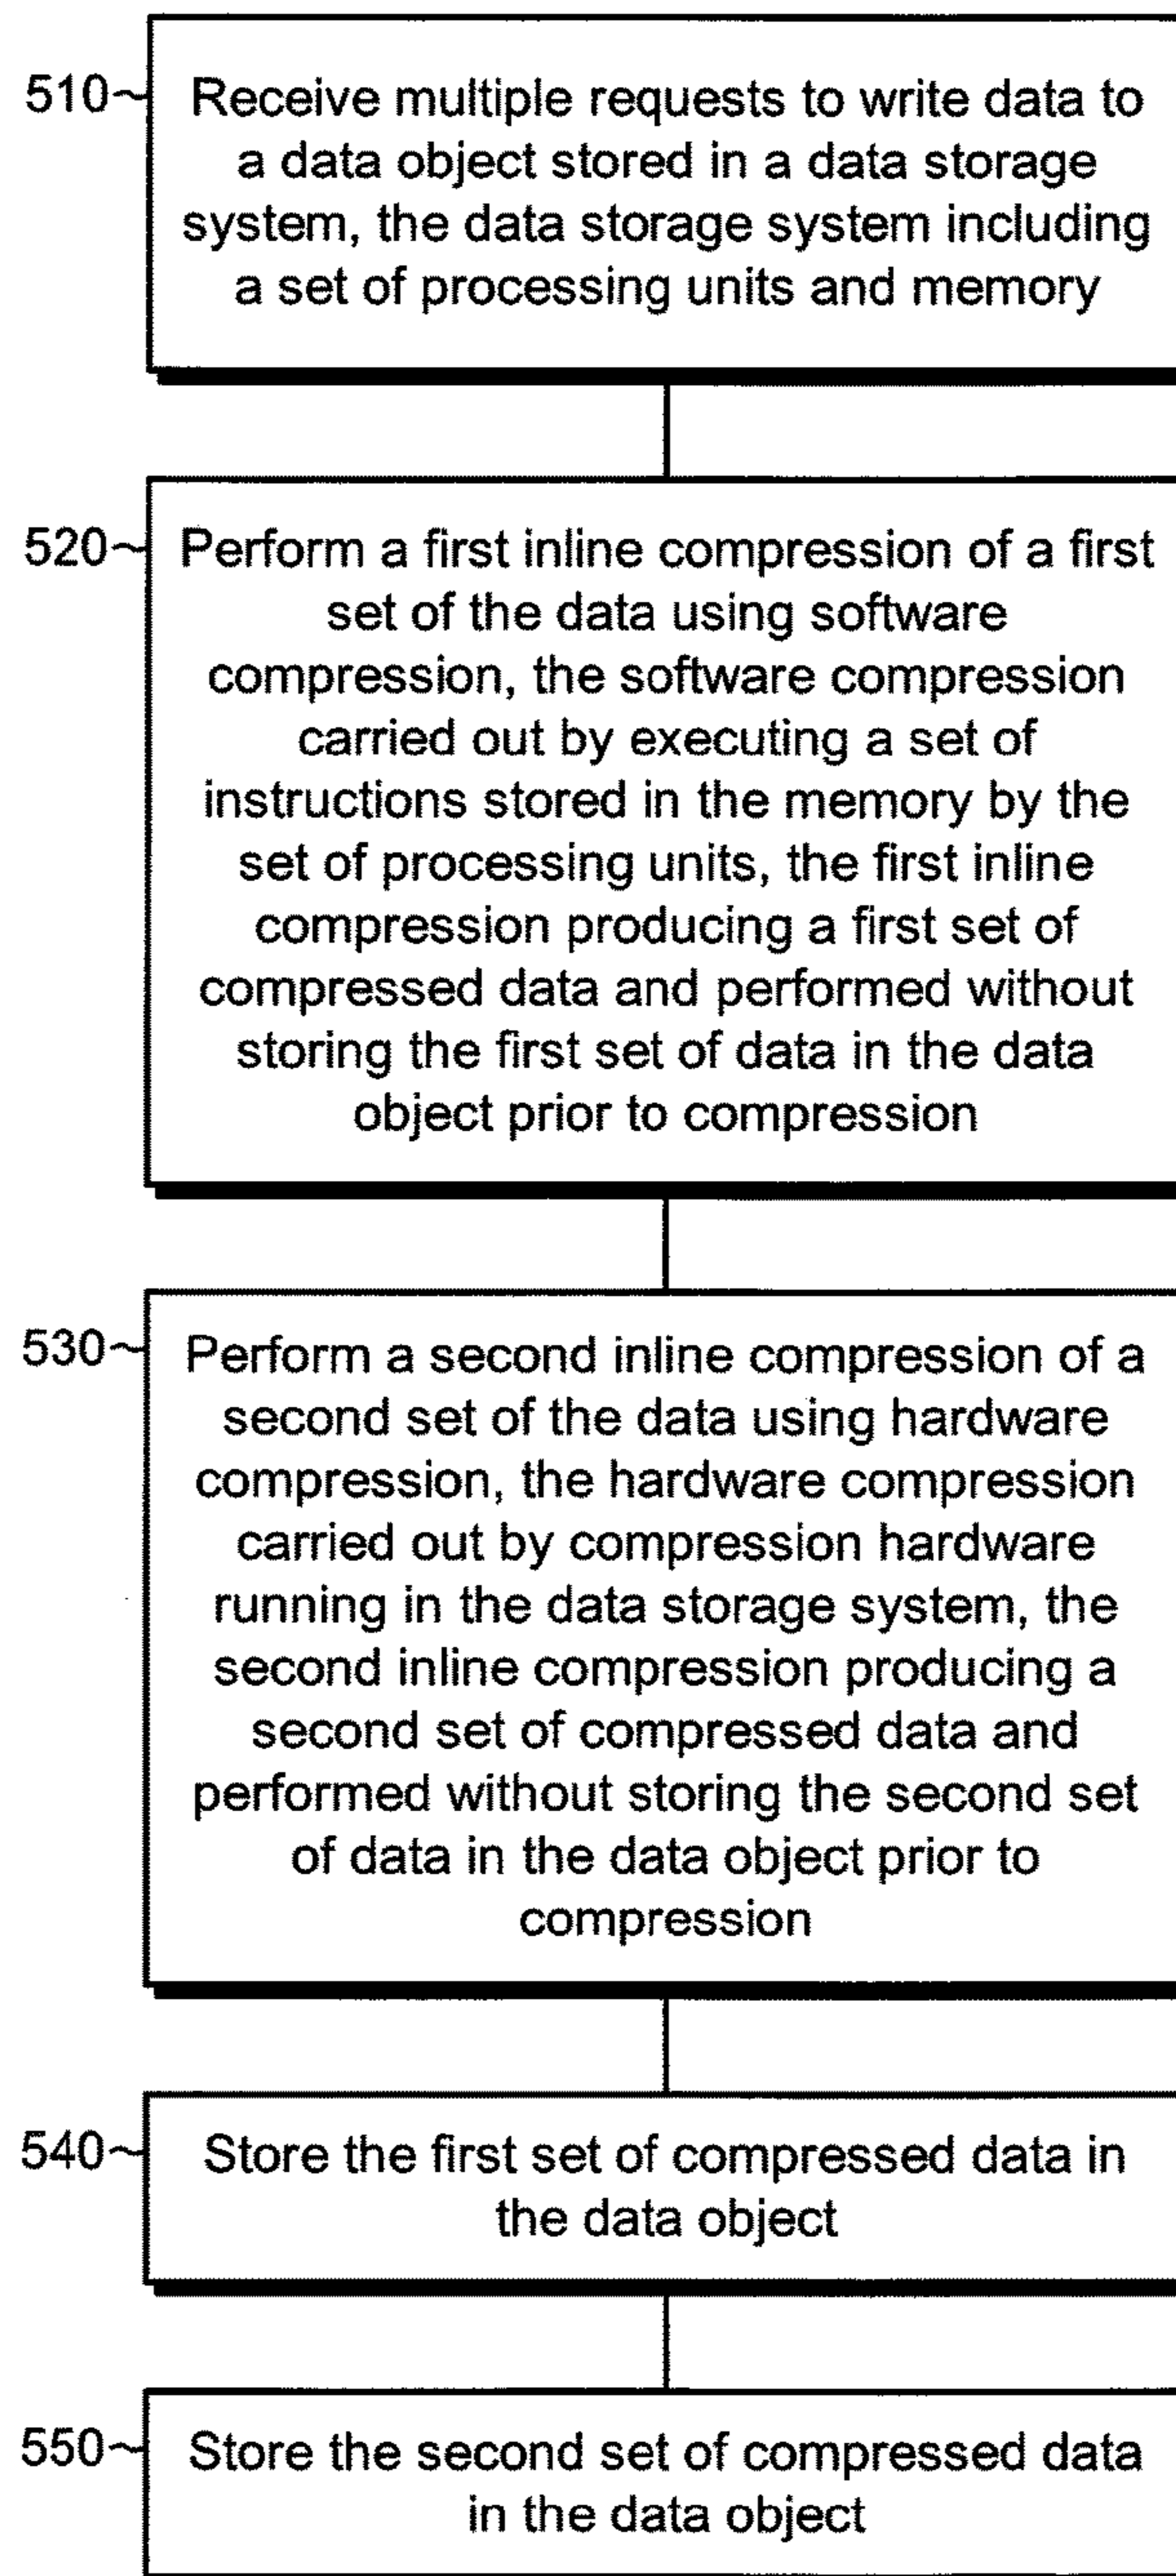 510~ Receive multiple requests to write data to
a data object stored in a data storage
system, the data storage system including
a set of processing units and memory
520~ Perform a first inline compression of a first
set of the data using software
compression, the software compression
carried out by executing a set of
instructions stored in the memory by the
set of processing units, the first inline
compression producing a first set of
compressed data and performed without
storing the first set of data in the data
object prior to compression
530~ Perform a second inline compression of a
second set of the data using hardware
compression, the hardware compression
carried out by compression hardware
running in the data storage system, the
second inline compression producing a
second set of compressed data and
performed without storing the second set
of data in the data object prior to
compression
540~ Store the first set of compressed data in
the data object
550~ Store the second set of compressed data
in the data object